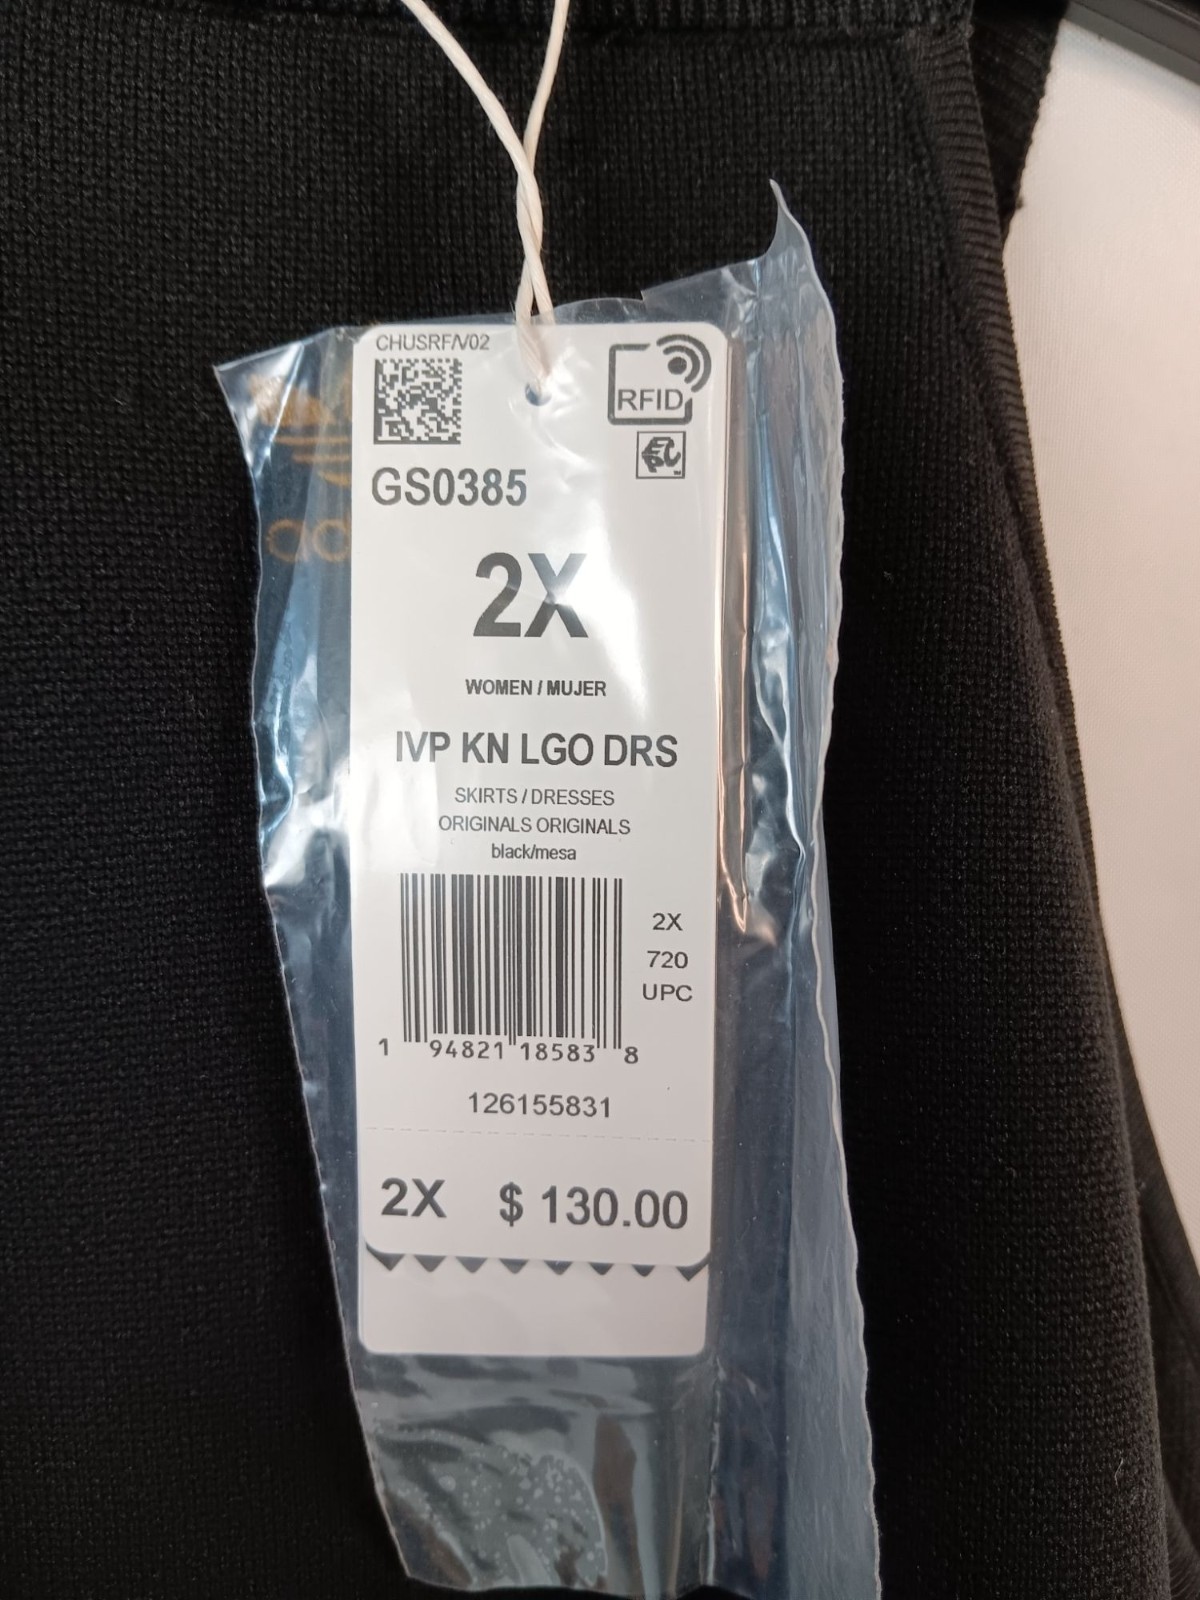 CHUSRF/V02
RFID
EPC
GS0385
2X
WOMEN / MUJER
IVP KN LGO DRS
SKIRTS / DRESSES
ORIGINALS ORIGINALS
black/mesa
2X
720
UPC
1 94821 18583 8
126155831
2X $ 130.00